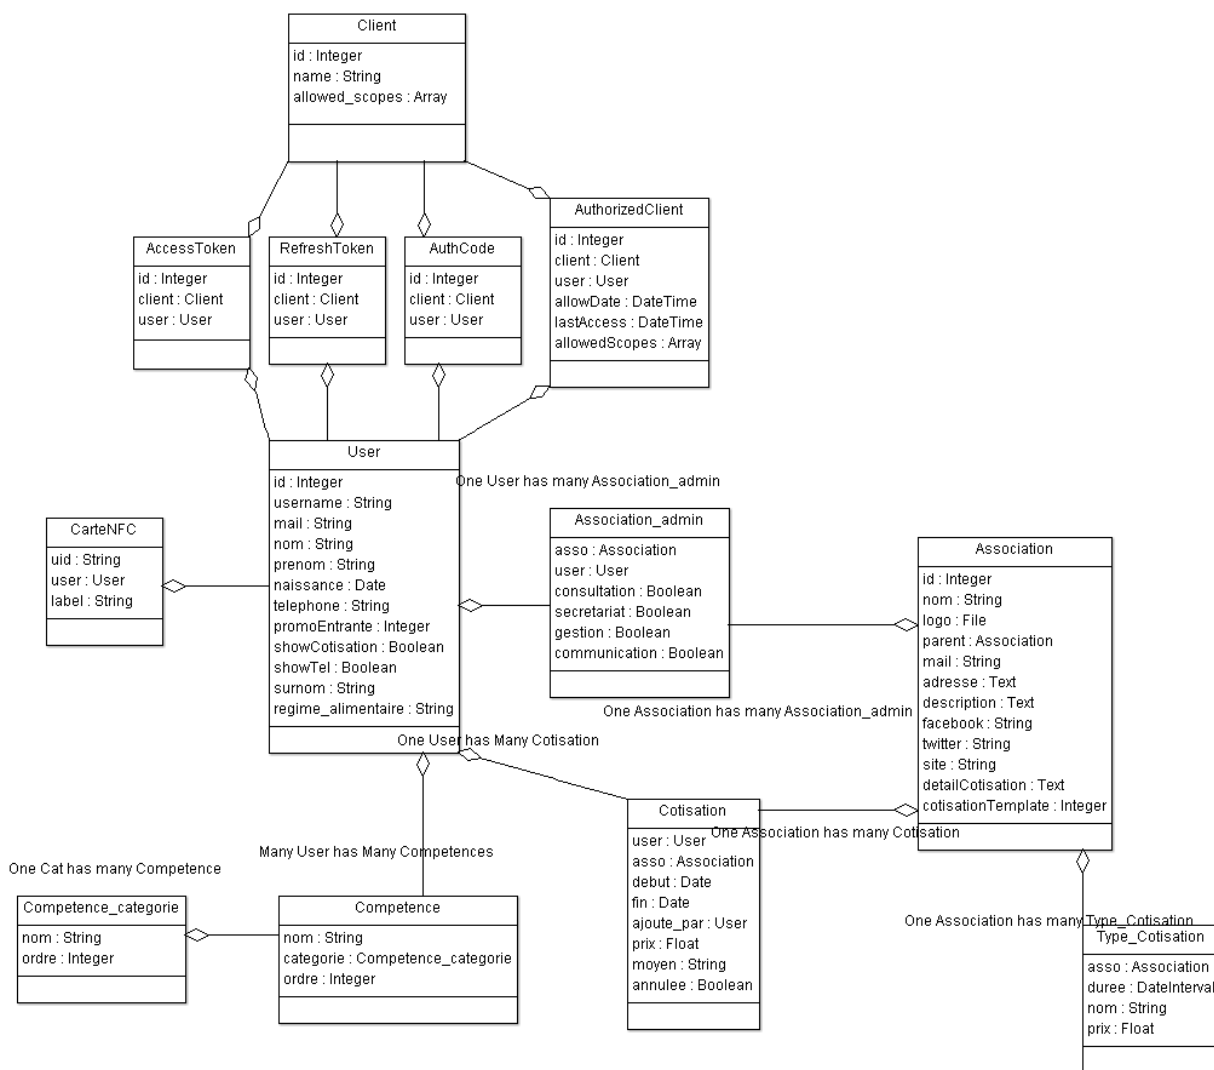 Client
id : Integer
name : String
allowed_scopes : Array
AccessToken
id : Integer
client : Client
user : User
RefreshToken
id : Integer
client : Client
user : User
AuthCode
id : Integer
client : Client
user : User
AuthorizedClient
id : Integer
client : Client
user : User
allowDate : DateTime
lastAccess : DateTime
allowedScopes : Array
User
id : Integer
username : String
mail : String
nom : String
prenom : String
naissance : Date
telephone : String
promoEntrante : Integer
showCotisation : Boolean
showTel : Boolean
surnom : String
regime_alimentaire : String
One User has many Association_admin
CarteNFC
uid : String
user : User
label : String
Association_admin
asso : Association
user : User
consultation : Boolean
secretariat : Boolean
gestion : Boolean
communication : Boolean
Association
id : Integer
nom : String
logo : File
parent : Association
mail : String
adresse : Text
description : Text
facebook : String
twitter : String
site : String
detailCotisation : Text
cotisationTemplate : Integer
One Association has many Association_admin
One User has Many Cotisation
Cotisation
user : User
asso : Association
debut : Date
fin : Date
ajoute_par : User
prix : Float
moyen : String
annulee : Boolean
One Association has many Cotisation
Many User has Many Competences
One Cat has many Competence
Competence_categorie
nom : String
ordre : Integer
Competence
nom : String
categorie : Competence_categorie
ordre : Integer
One Association has many Type_Cotisation
Type_Cotisation
asso : Association
duree : DateInterval
nom : String
prix : Float